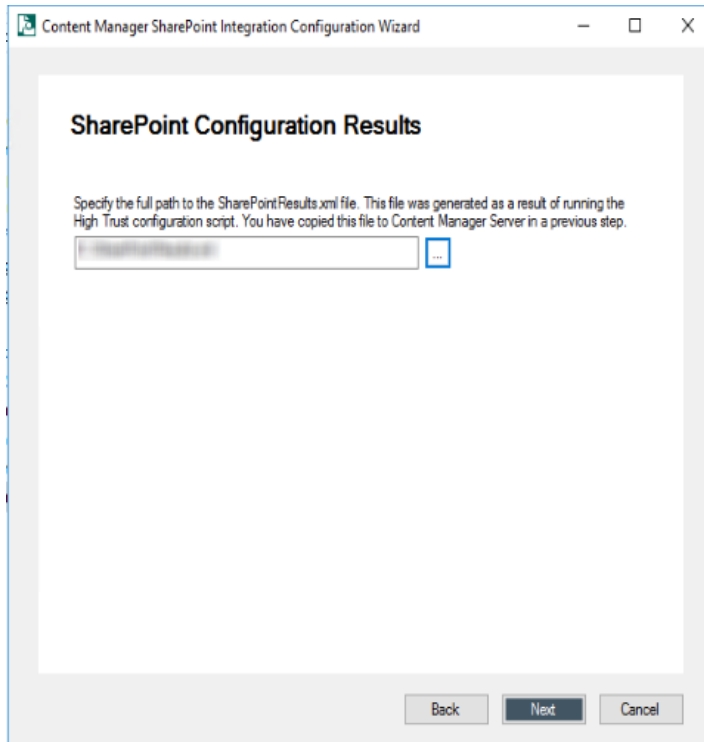 Content Manager SharePoint Integration Configuration Wizard
SharePoint Configuration Results
Specify the full path to the SharePointResults.xml file. This file was generated as a result of running the
High Trust configuration script. You have copied this file to Content Manager Server in a previous step.
...
Back Next Cancel